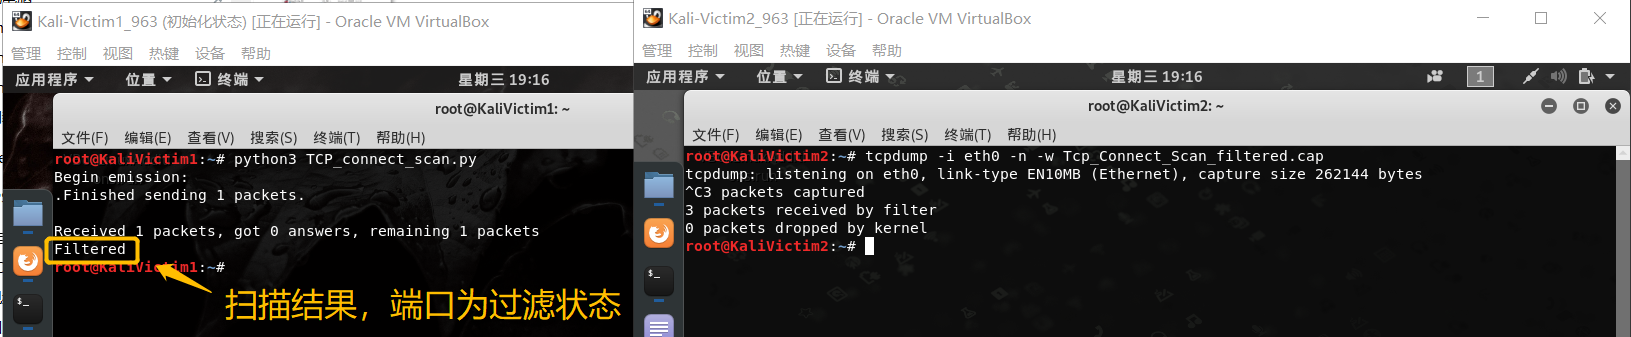 Kali-Victim1_963 (初始化状态) [正在运行] - Oracle VM VirtualBox
管理 控制 视图 热键 设备 帮助
应用程序 位置 终端 星期三 19:16
root@KaliVictim1: ~
文件(F) 编辑(E) 查看(V) 搜索(S) 终端(T) 帮助(H)
root@KaliVictim1:~# python3 TCP_connect_scan.py
Begin emission:
.Finished sending 1 packets.
Received 1 packets, got 0 answers, remaining 1 packets
Filtered
root@KaliVictim1:~#
扫描结果，端口为过滤状态
Kali-Victim2_963 [正在运行] - Oracle VM VirtualBox
管理 控制 视图 热键 设备 帮助
应用程序 位置 终端 星期三 19:16 1
root@KaliVictim2: ~
文件(F) 编辑(E) 查看(V) 搜索(S) 终端(T) 帮助(H)
root@KaliVictim2:~# tcpdump -i eth0 -n -w Tcp_Connect_Scan_filtered.cap
tcpdump: listening on eth0, link-type EN10MB (Ethernet), capture size 262144 bytes
^C3 packets captured
3 packets received by filter
0 packets dropped by kernel
root@KaliVictim2:~#